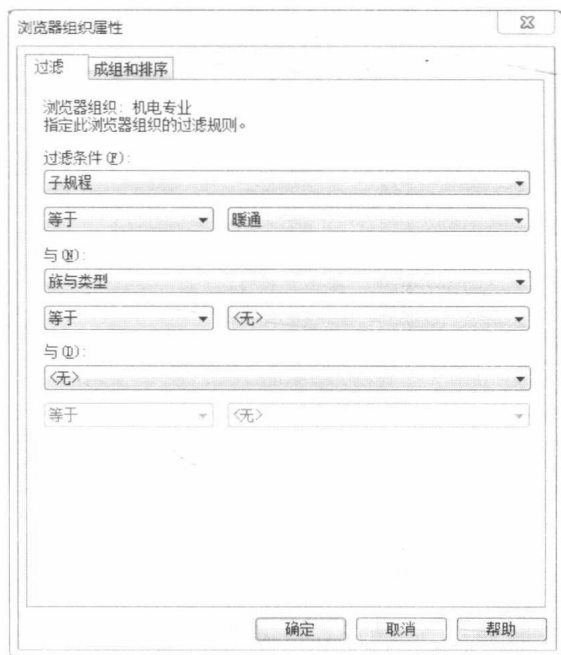 浏览器组织属性
过滤 成组和排序
浏览器组织: 机电专业
指定此浏览器组织的过滤规则。
过滤条件(F):
子规程
等于 暖通
与(N):
族与类型
等于 <无>
与(D):
<无>
等于 <无>
确定 取消 帮助